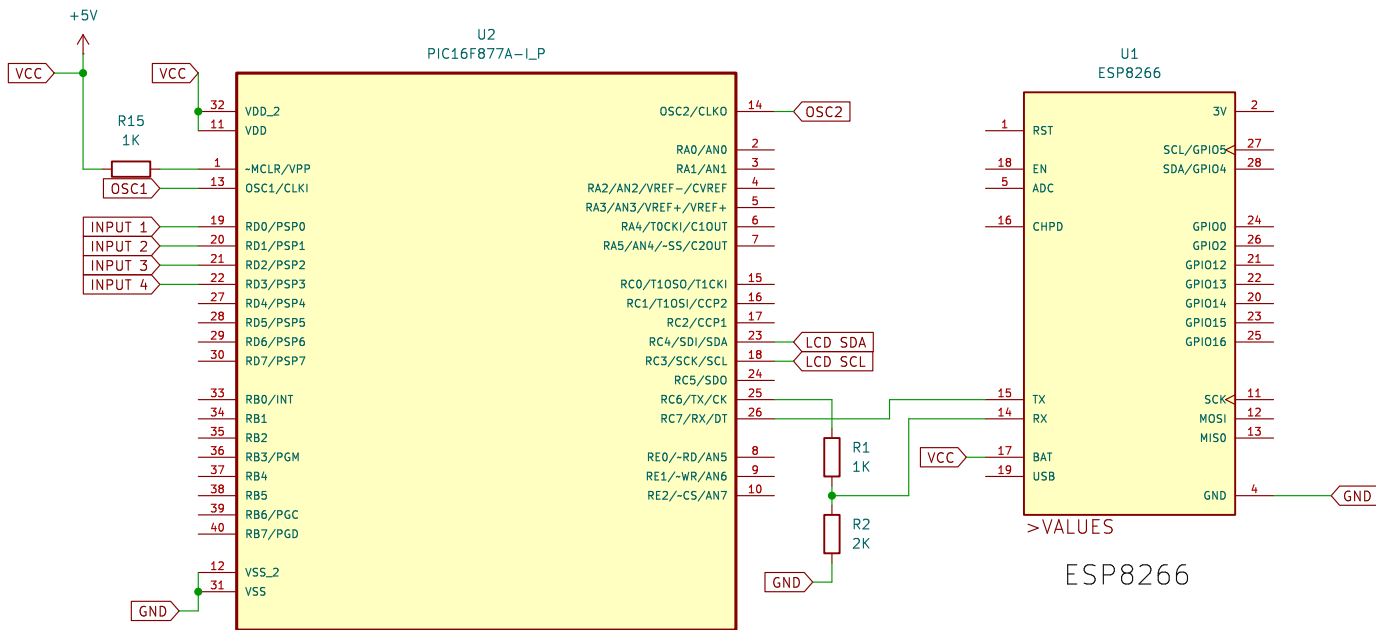 +5V
VCC
VCC
R15
1K
OSC1
INPUT 1
INPUT 2
INPUT 3
INPUT 4
GND
U2
PIC16F877A-I_P
32 VDD_2
11 VDD
1 ~MCLR/VPP
13 OSC1/CLKI
19 RD0/PSP0
20 RD1/PSP1
21 RD2/PSP2
22 RD3/PSP3
27 RD4/PSP4
28 RD5/PSP5
29 RD6/PSP6
30 RD7/PSP7
33 RB0/INT
34 RB1
35 RB2
36 RB3/PGM
37 RB4
38 RB5
39 RB6/PGC
40 RB7/PGD
12 VSS_2
31 VSS
OSC2/CLKO 14
RA0/AN0 2
RA1/AN1 3
RA2/AN2/VREF-/CVREF 4
RA3/AN3/VREF+/VREF+ 5
RA4/T0CKI/C1OUT 6
RA5/AN4/~SS/C2OUT 7
RC0/T1OSO/T1CKI 15
RC1/T1OSI/CCP2 16
RC2/CCP1 17
RC4/SDI/SDA 23
RC3/SCK/SCL 18
RC5/SDO 24
RC6/TX/CK 25
RC7/RX/DT 26
RE0/~RD/AN5 8
RE1/~WR/AN6 9
RE2/~CS/AN7 10
OSC2
LCD SDA
LCD SCL
R1
1K
R2
2K
GND
VCC
U1
ESP8266
1 RST
18 EN
5 ADC
16 CHPD
15 TX
14 RX
17 BAT
19 USB
3V 2
SCL/GPIO5 27
SDA/GPIO4 28
GPIO0 24
GPIO2 26
GPIO12 21
GPIO13 22
GPIO14 20
GPIO15 23
GPIO16 25
SCK 11
MOSI 12
MISO 13
GND 4
GND
>VALUES
ESP8266